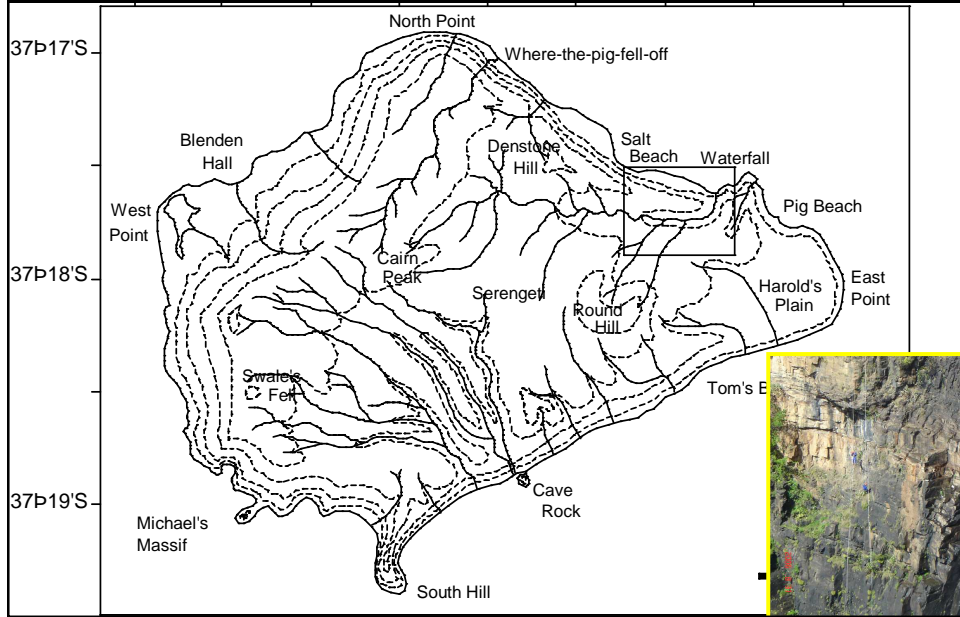 North Point
37Þ17'S
Where-the-pig-fell-off
Blenden
Hall
Denstone
Hill
Salt
Beach
Waterfall
West
Point
Pig Beach
37Þ18'S
Cairn
Peak
Serengeti
Round
Hill
Harold's
Plain
East
Point
Swale's
Fell
Tom's B
37Þ19'S
Cave
Rock
Michael's
Massif
South Hill